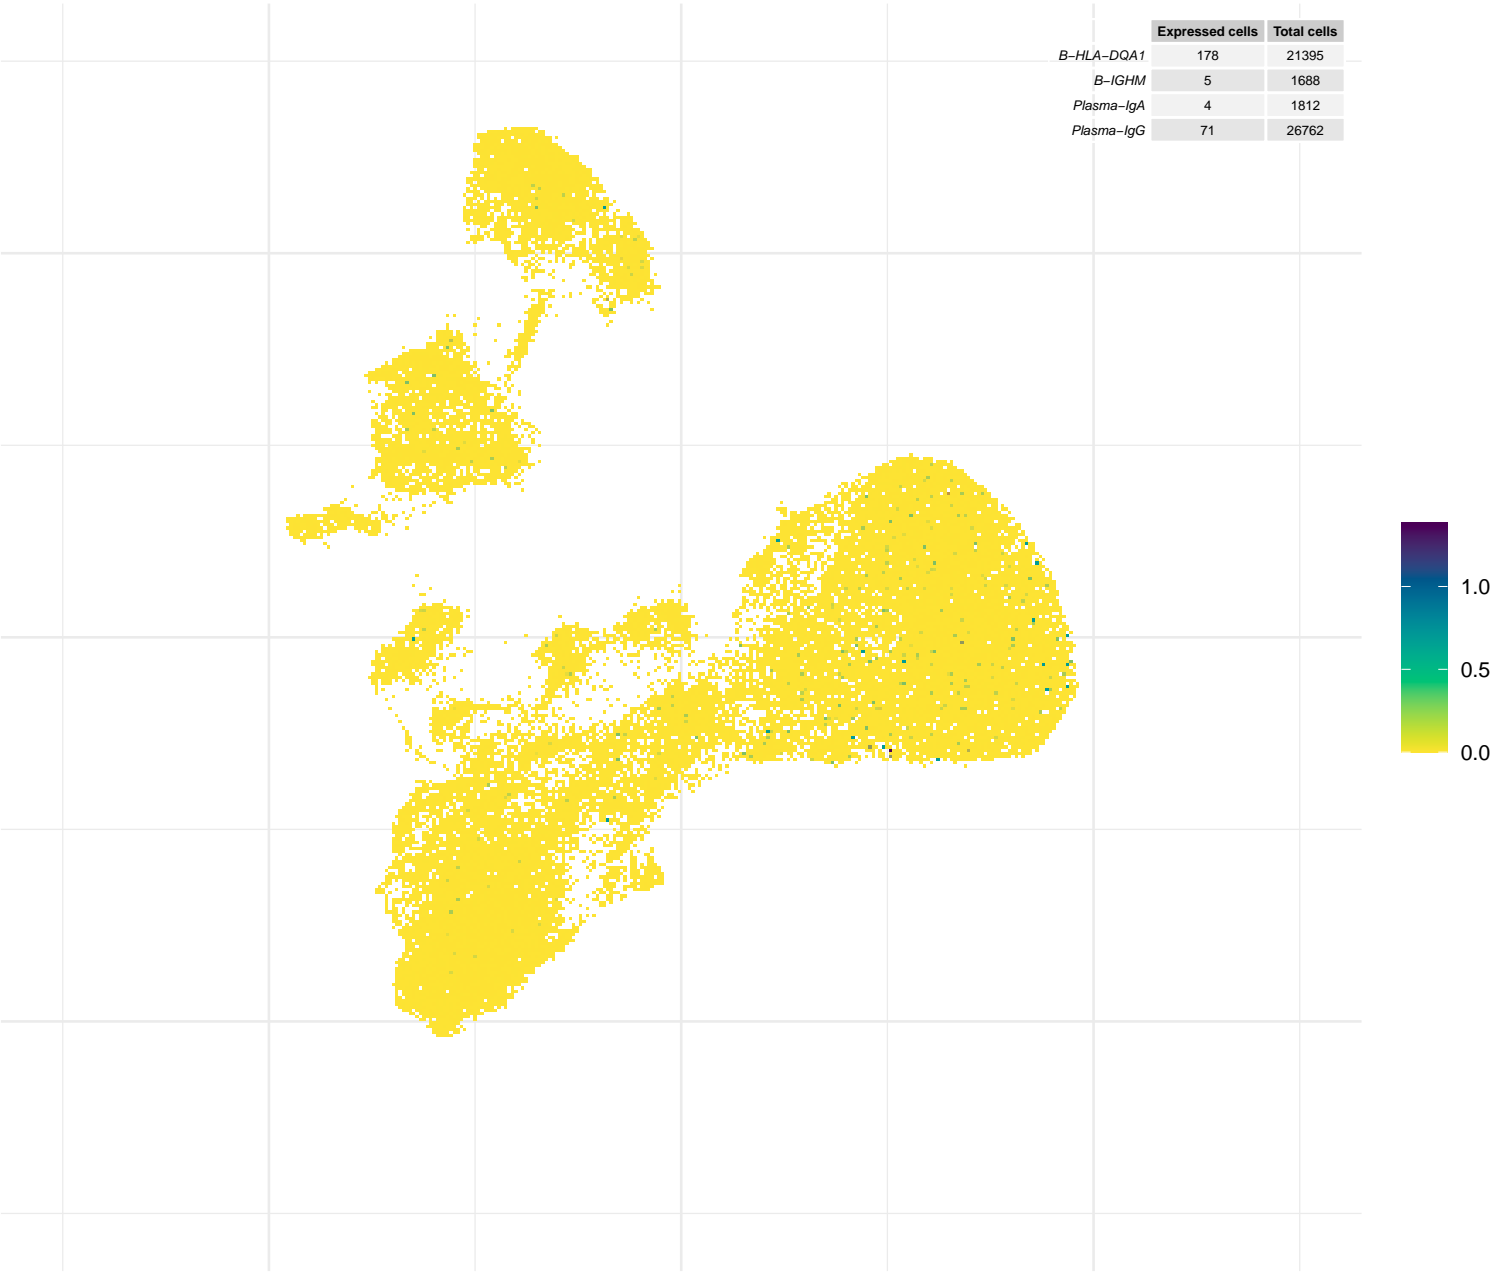 Expressed cells Total cells
B−HLA−DQA1 178 21395
B−IGHM 5 1688
Plasma−IgA 4 1812
Plasma−IgG 71 26762
1.0
0.5
0.0